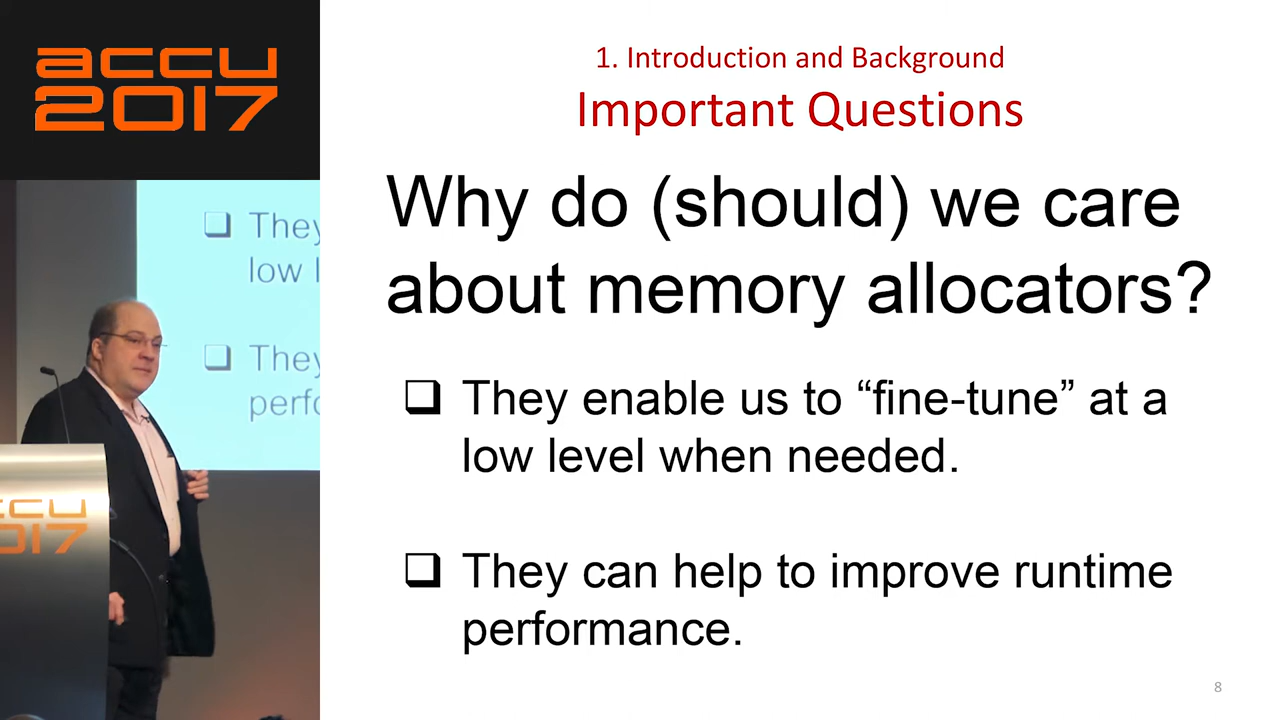 accu
2017
1. Introduction and Background
Important Questions
Why do (should) we care
about memory allocators?
❑ They enable us to “fine-tune” at a
low level when needed.
❑ They can help to improve runtime
performance.
8
❑ They
low l
❑ They
perfo
ccu
2017